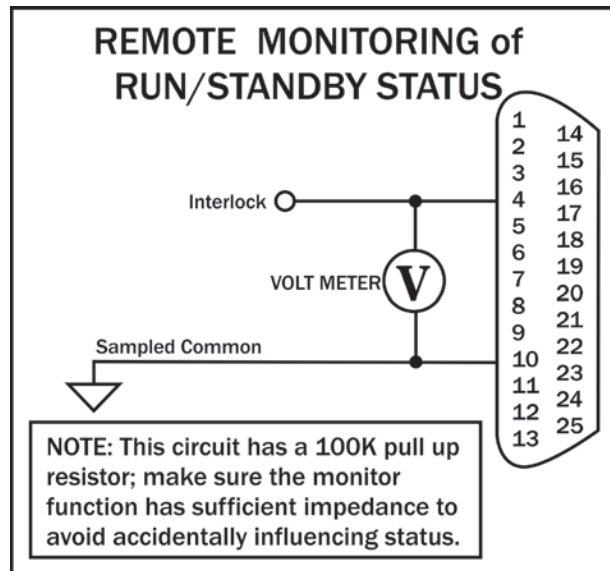 REMOTE MONITORING of
RUN/STANDBY STATUS
1
14
2
15
3
16
Interlock
4
17
5
18
6
19
VOLT METER
V
7
20
8
21
9
22
Sampled Common
10
23
11
24
12
25
13
NOTE: This circuit has a 100K pull up
resistor; make sure the monitor
function has sufficient impedance to
avoid accidentally influencing status.